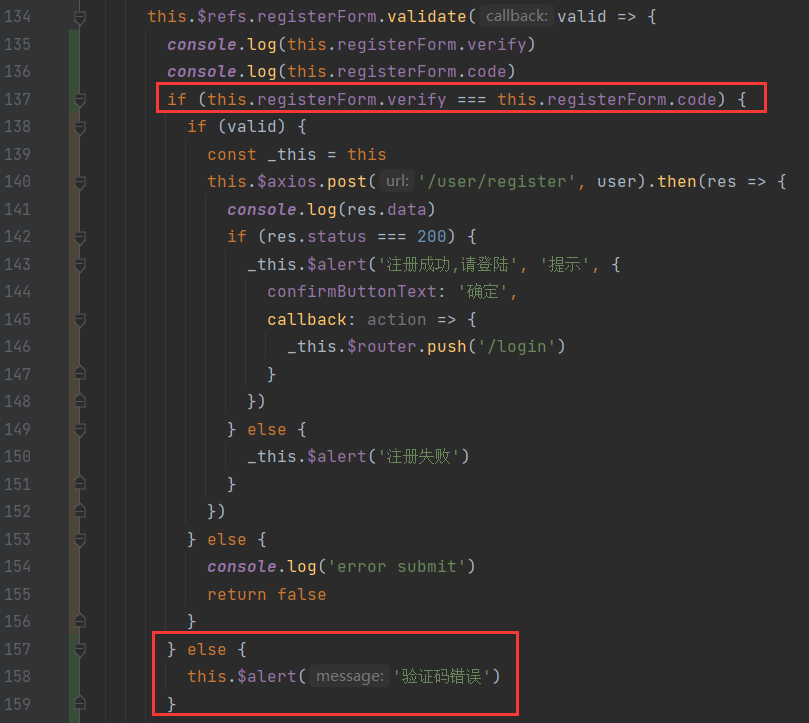 134 this.$refs.registerForm.validate( callback: valid => {
135 console.log(this.registerForm.verify)
136 console.log(this.registerForm.code)
137 if (this.registerForm.verify === this.registerForm.code) {
138 if (valid) {
139 const _this = this
140 this.$axios.post( url: '/user/register', user).then(res => {
141 console.log(res.data)
142 if (res.status === 200) {
143 _this.$alert('注册成功,请登陆', '提示', {
144 confirmButtonText: '确定',
145 callback: action => {
146 _this.$router.push('/login')
147 }
148 })
149 } else {
150 _this.$alert('注册失败')
151 }
152 })
153 } else {
154 console.log('error submit')
155 return false
156 }
157 } else {
158 this.$alert( message: '验证码错误')
159 }